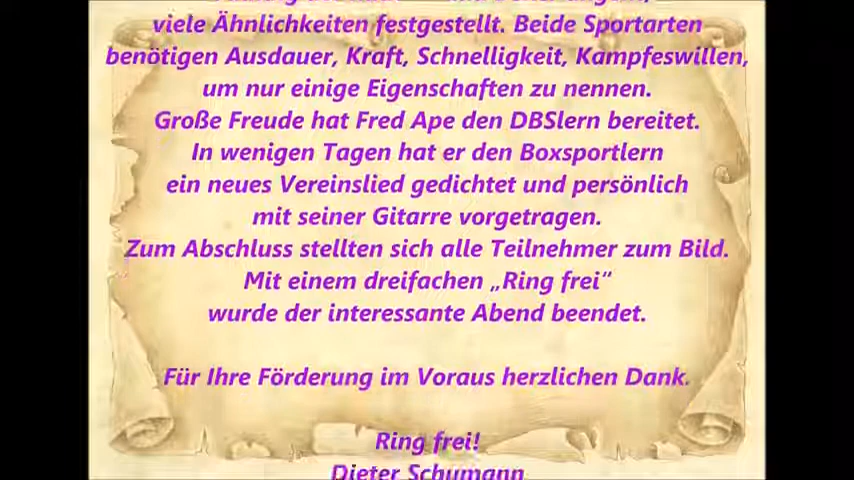 viele Ähnlichkeiten festgestellt. Beide Sportarten
benötigen Ausdauer, Kraft, Schnelligkeit, Kampfeswillen,
um nur einige Eigenschaften zu nennen.
Große Freude hat Fred Ape den DBSlern bereitet.
In wenigen Tagen hat er den Boxsportlern
ein neues Vereinslied gedichtet und persönlich
mit seiner Gitarre vorgetragen.
Zum Abschluss stellten sich alle Teilnehmer zum Bild.
Mit einem dreifachen „Ring frei“
wurde der interessante Abend beendet.
Für Ihre Förderung im Voraus herzlichen Dank.
Ring frei!
Dieter Schumann